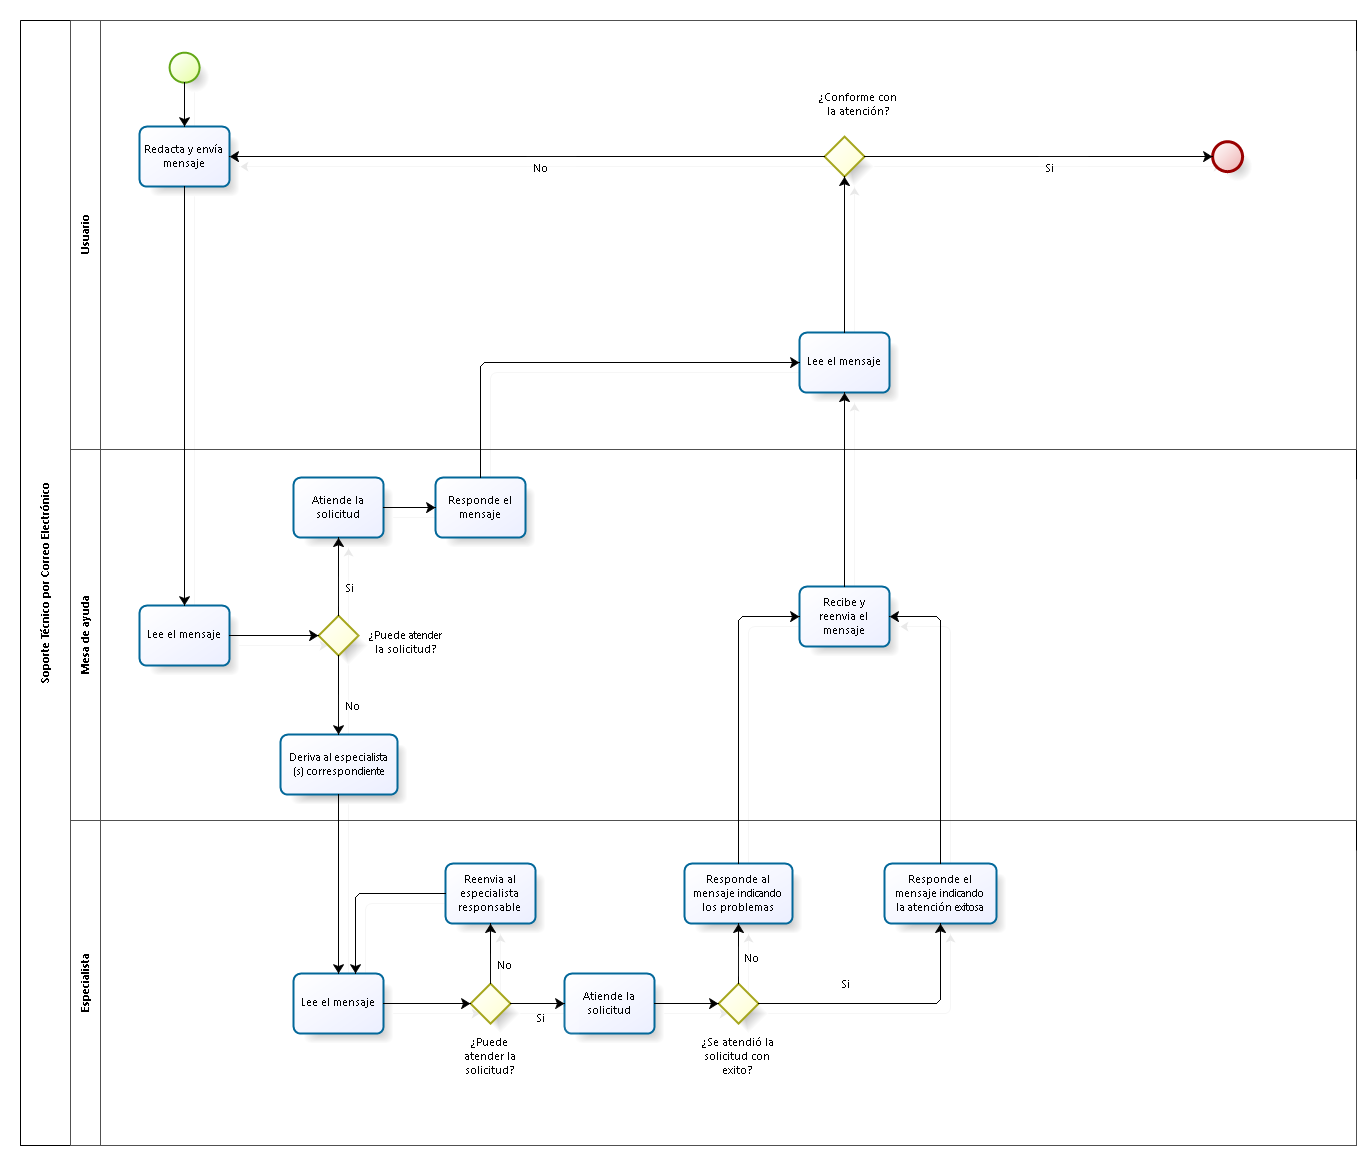 Soporte Técnico por Correo Electrónico
Usuario
Redacta y envía
mensaje
¿Conforme con
la atención?
No
Si
Lee el mensaje
Mesa de ayuda
Atiende la
solicitud
Responde el
mensaje
Si
Lee el mensaje
¿Puede atender
la solicitud?
No
Deriva al especialista
(s) correspondiente
Recibe y
reenvia el
mensaje
Especialista
Reenvia al
especialista
responsable
Responde al
mensaje indicando
los problemas
Responde el
mensaje indicando
la atención exitosa
No
No
Si
Lee el mensaje
Si
Atiende la
solicitud
¿Puede
atender la
solicitud?
¿Se atendió la
solicitud con
exito?